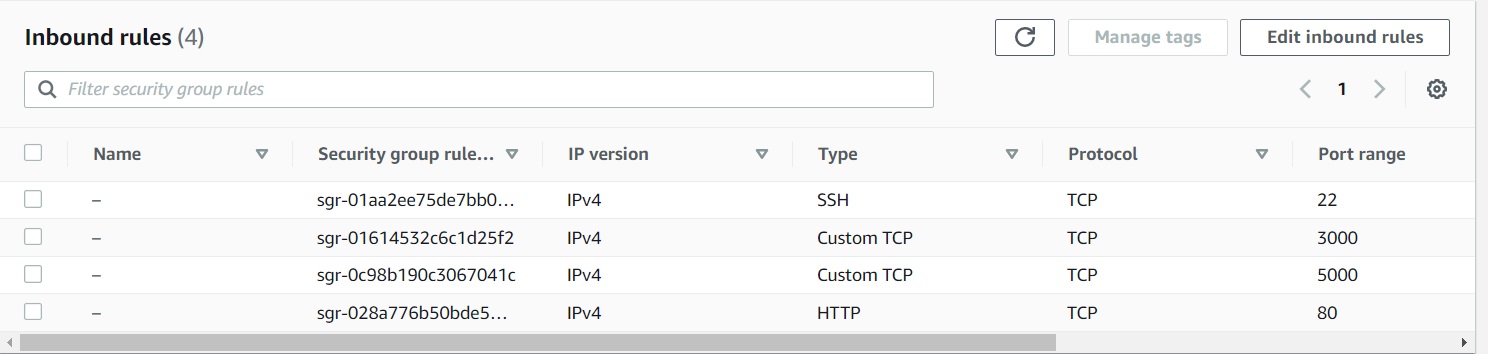 Inbound rules (4)
Manage tags
Edit inbound rules
Filter security group rules
1
Name Security group rule... IP version Type Protocol Port range
– sgr-01aa2ee75de7bb0... IPv4 SSH TCP 22
– sgr-01614532c6c1d25f2 IPv4 Custom TCP TCP 3000
– sgr-0c98b190c3067041c IPv4 Custom TCP TCP 5000
– sgr-028a776b50bde5... IPv4 HTTP TCP 80